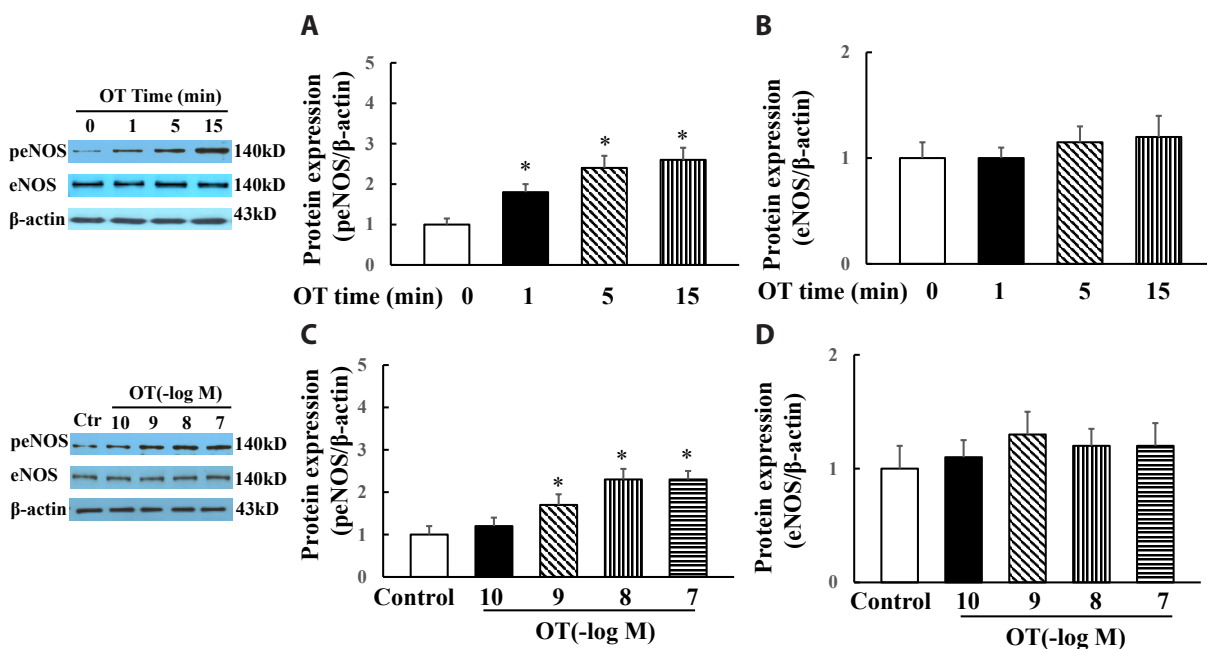 OT Time (min)
0 1 5 15
peNOS 140kD
eNOS 140kD
β-actin 43kD
A
Protein expression
(peNOS/β-actin)
5
4
3
2
1
0
* * *
OT time (min) 0 1 5 15
B
Protein expression
(eNOS/β-actin)
2
1
0
OT time (min) 0 1 5 15
OT(-log M)
Ctr 10 9 8 7
peNOS 140kD
eNOS 140kD
β-actin 43kD
C
Protein expression
(peNOS/β-actin)
5
4
3
2
1
0
* * *
Control 10 9 8 7
OT(-log M)
D
Protein expression
(eNOS/β-actin)
2
1
0
Control 10 9 8 7
OT(-log M)